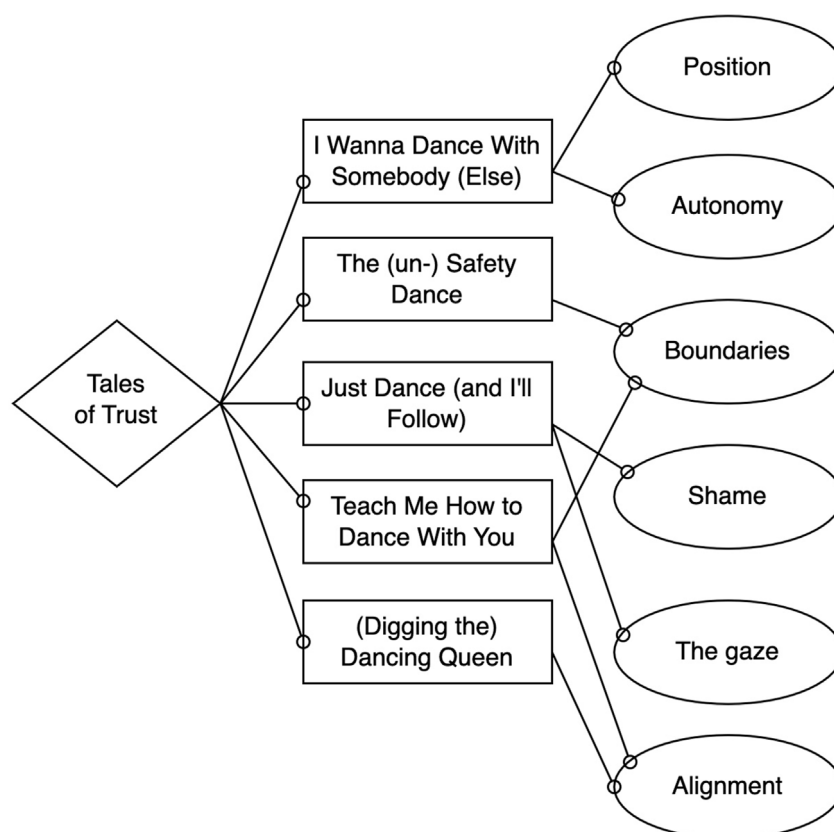 Position
I Wanna Dance With
Somebody (Else)
Autonomy
The (un-) Safety
Dance
Boundaries
Tales
of Trust
Just Dance (and I'll
Follow)
Shame
Teach Me How to
Dance With You
(Digging the)
Dancing Queen
The gaze
Alignment